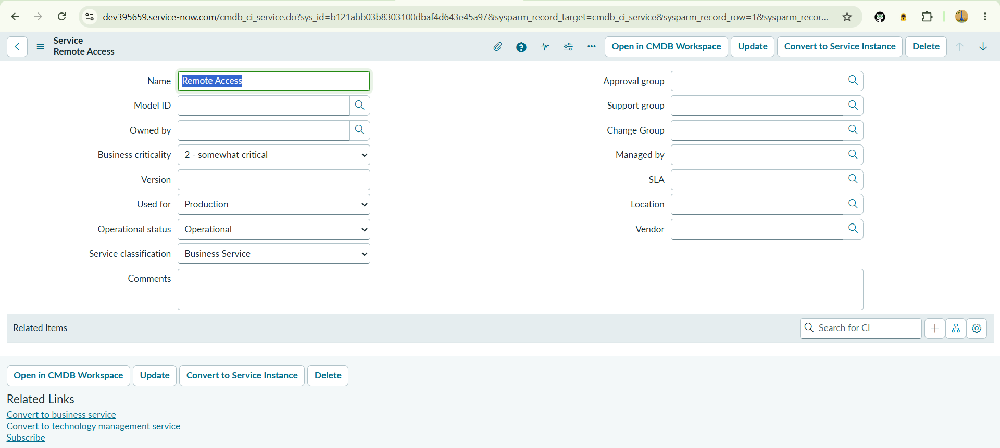 dev395659.service-now.com/cmdb_ci_service.do?sys_id=b121abb03b8303100dbaf4d643e45a97&sysparm_record_target=cmdb_ci_service&sysparm_record_row=1&sysparm_recor...
Service
Remote Access
Open in CMDB Workspace
Update
Convert to Service Instance
Delete
Name
Remote Access
Approval group
Model ID
Support group
Owned by
Change Group
Business criticality
2 - somewhat critical
Managed by
Version
SLA
Used for
Production
Location
Operational status
Operational
Vendor
Service classification
Business Service
Comments
Related Items
Search for CI
Open in CMDB Workspace
Update
Convert to Service Instance
Delete
Related Links
Convert to business service
Convert to technology management service
Subscribe